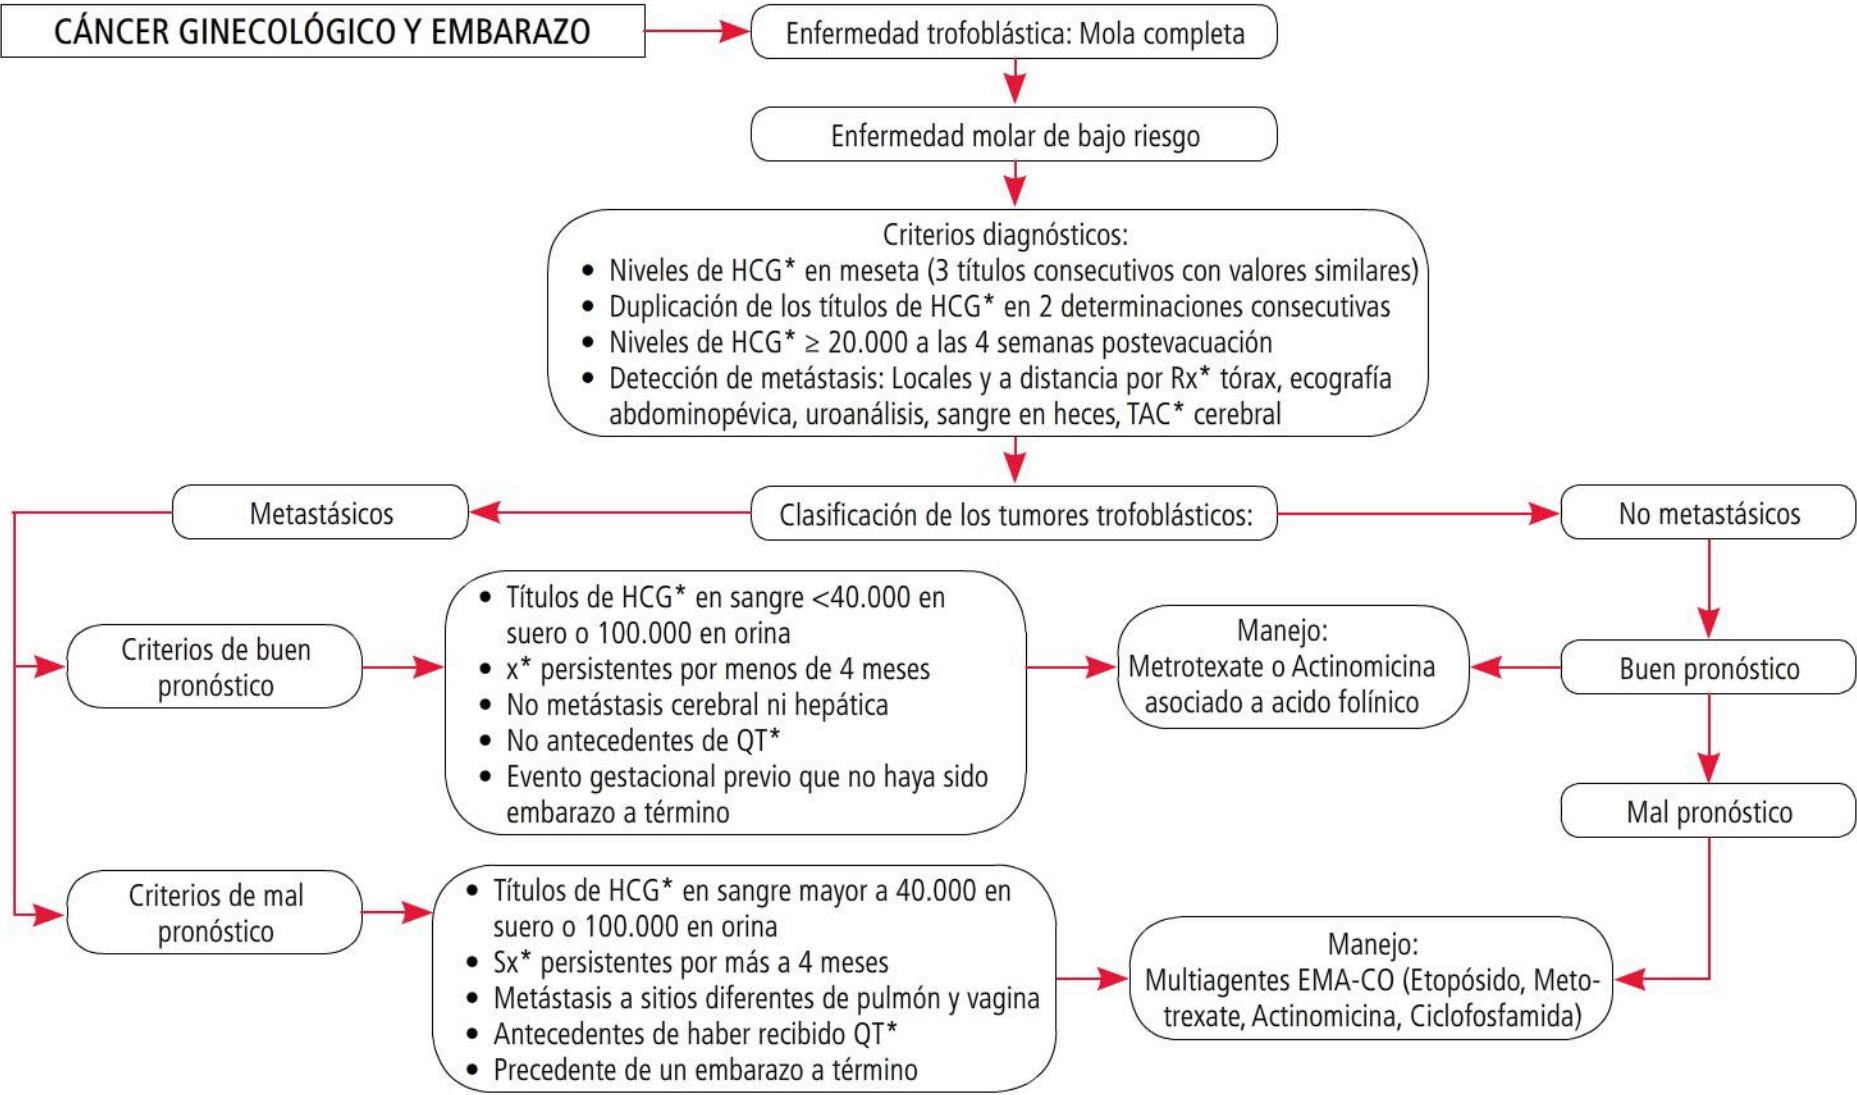 CÁNCER GINECOLÓGICO Y EMBARAZO
Enfermedad trofoblástica: Mola completa
Enfermedad molar de bajo riesgo
Criterios diagnósticos:
• Niveles de HCG* en meseta (3 títulos consecutivos con valores similares)
• Duplicación de los títulos de HCG* en 2 determinaciones consecutivas
• Niveles de HCG* ≥ 20.000 a las 4 semanas postevacuación
• Detección de metástasis: Locales y a distancia por Rx* tórax, ecografía
abdominopévica, uroanálisis, sangre en heces, TAC* cerebral
Metastásicos
Clasificación de los tumores trofoblásticos:
No metastásicos
Criterios de buen
pronóstico
• Títulos de HCG* en sangre <40.000 en
suero o 100.000 en orina
• x* persistentes por menos de 4 meses
• No metástasis cerebral ni hepática
• No antecedentes de QT*
• Evento gestacional previo que no haya sido
embarazo a término
Manejo:
Metrotexate o Actinomicina
asociado a acido folínico
Buen pronóstico
Mal pronóstico
Criterios de mal
pronóstico
• Títulos de HCG* en sangre mayor a 40.000 en
suero o 100.000 en orina
• Sx* persistentes por más a 4 meses
• Metástasis a sitios diferentes de pulmón y vagina
• Antecedentes de haber recibido QT*
• Precedente de un embarazo a término
Manejo:
Multiagentes EMA-CO (Etopósido, Meto-
trexate, Actinomicina, Ciclofosfamida)